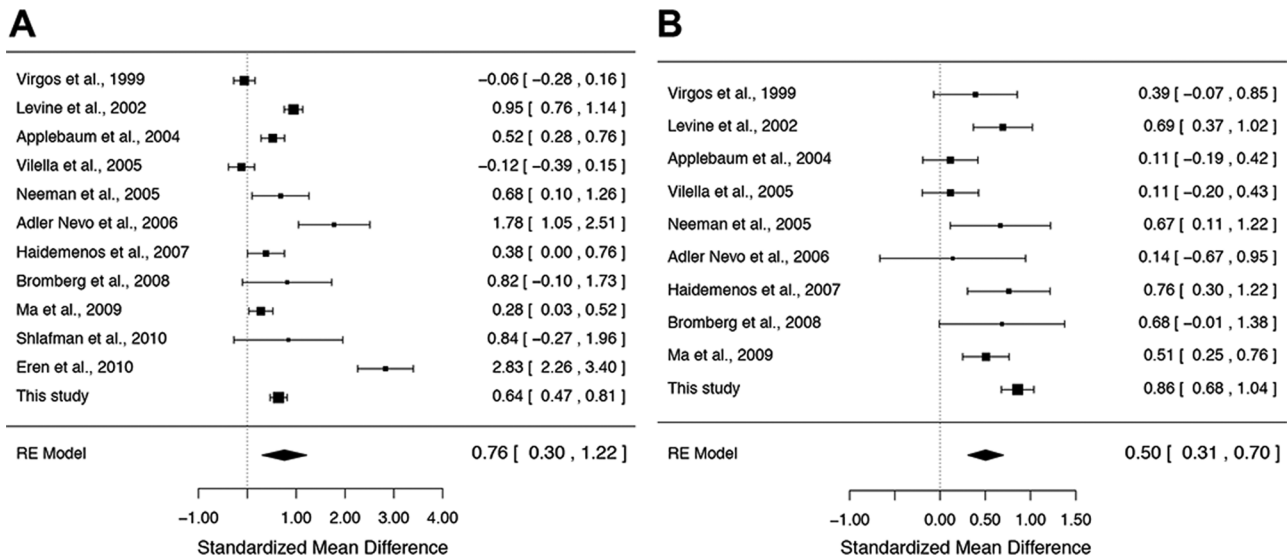 A
Virgos et al., 1999 −0.06 [ −0.28 , 0.16 ]
Levine et al., 2002 0.95 [ 0.76 , 1.14 ]
Applebaum et al., 2004 0.52 [ 0.28 , 0.76 ]
Vilella et al., 2005 −0.12 [ −0.39 , 0.15 ]
Neeman et al., 2005 0.68 [ 0.10 , 1.26 ]
Adler Nevo et al., 2006 1.78 [ 1.05 , 2.51 ]
Haidemenos et al., 2007 0.38 [ 0.00 , 0.76 ]
Bromberg et al., 2008 0.82 [ −0.10 , 1.73 ]
Ma et al., 2009 0.28 [ 0.03 , 0.52 ]
Shlafman et al., 2010 0.84 [ −0.27 , 1.96 ]
Eren et al., 2010 2.83 [ 2.26 , 3.40 ]
This study 0.64 [ 0.47 , 0.81 ]
RE Model 0.76 [ 0.30 , 1.22 ]
−1.00 1.00 2.00 3.00 4.00
Standardized Mean Difference
B
Virgos et al., 1999 0.39 [ −0.07 , 0.85 ]
Levine et al., 2002 0.69 [ 0.37 , 1.02 ]
Applebaum et al., 2004 0.11 [ −0.19 , 0.42 ]
Vilella et al., 2005 0.11 [ −0.20 , 0.43 ]
Neeman et al., 2005 0.67 [ 0.11 , 1.22 ]
Adler Nevo et al., 2006 0.14 [ −0.67 , 0.95 ]
Haidemenos et al., 2007 0.76 [ 0.30 , 1.22 ]
Bromberg et al., 2008 0.68 [ −0.01 , 1.38 ]
Ma et al., 2009 0.51 [ 0.25 , 0.76 ]
This study 0.86 [ 0.68 , 1.04 ]
RE Model 0.50 [ 0.31 , 0.70 ]
−1.00 0.00 0.50 1.00 1.50
Standardized Mean Difference